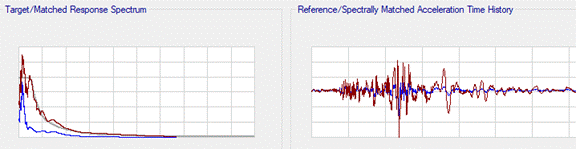 Target/Matched Response Spectrum
Reference/Spectrally Matched Acceleration Time History